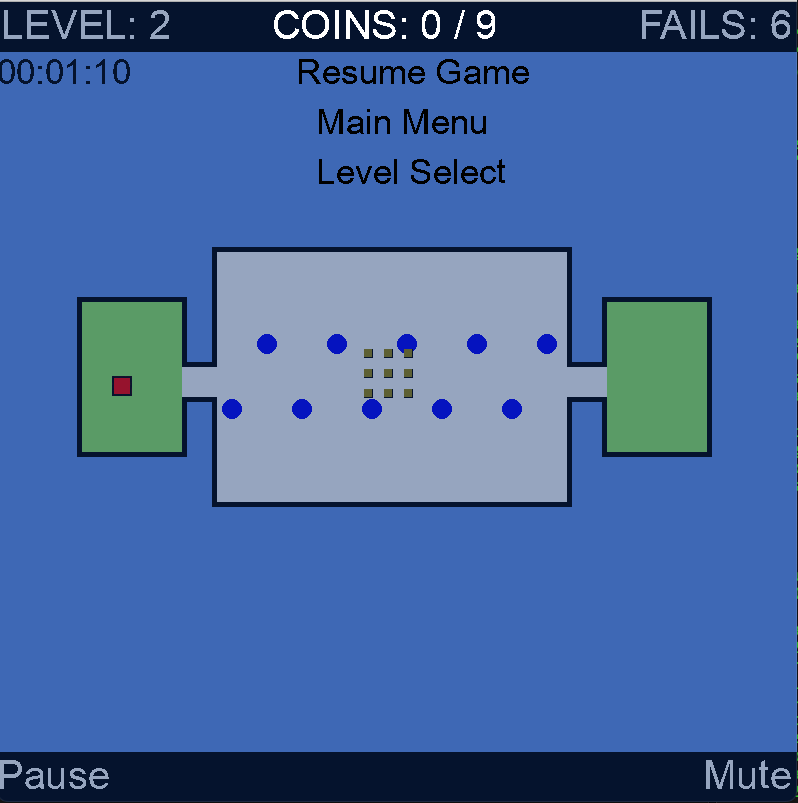 LEVEL: 2 COINS: 0 / 9 FAILS: 6
00:01:10 Resume Game
Main Menu
Level Select
Pause Mute